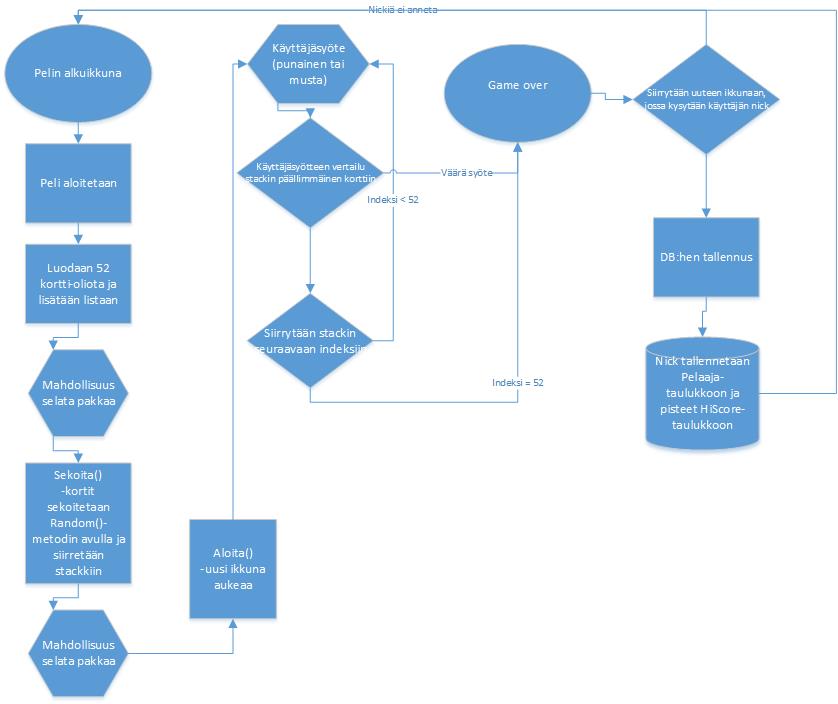 Nickiä ei anneta
Pelin alkuikkuna
Peli aloitetaan
Luodaan 52
kortti-oliota ja
lisätään listaan
Mahdollisuus
selata pakkaa
Sekoita()
-kortit
sekoitetaan
Random()-
metodin avulla ja
siirretään
stackkiin
Mahdollisuus
selata pakkaa
Aloita()
-uusi ikkuna
aukeaa
Käyttäjäsyöte
(punainen tai
musta)
Käyttäjäsyötteen vertailu
stackin päällimmäinen korttiin
Väärä syöte
Indeksi < 52
Siirrytään stackin
seuraavaan indeksiin
Indeksi = 52
Game over
Siirrytään uuteen ikkunaan,
jossa kysytään käyttäjän nick
DB:hen tallennus
Nick tallennetaan
Pelaaja-
taulukkoon ja
pisteet HiScore-
taulukkoon